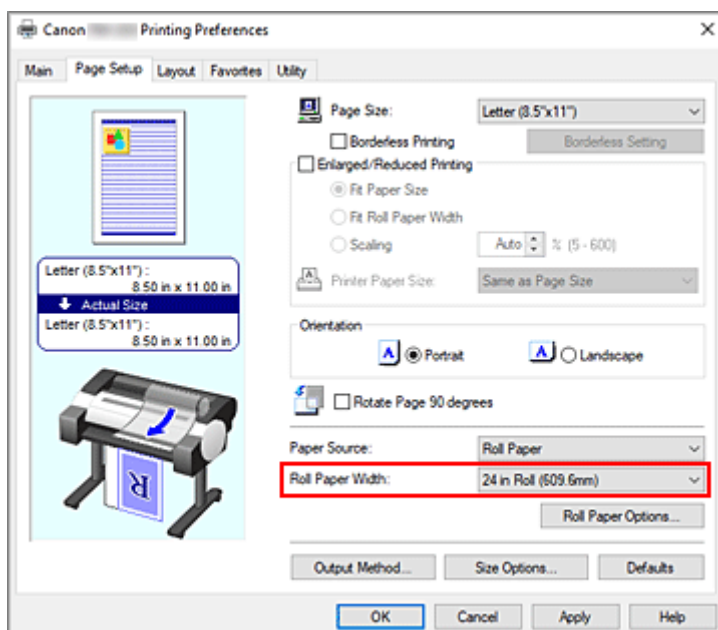 Canon Printing Preferences
Main Page Setup Layout Favorites Utility
Page Size: Letter (8.5"x11")
Borderless Printing Borderless Setting
Enlarged/Reduced Printing
Fit Paper Size
Fit Roll Paper Width
Scaling Auto % (5 - 600)
Printer Paper Size: Same as Page Size
Letter (8.5"x11") :
8.50 in x 11.00 in
Actual Size
Letter (8.5"x11") :
8.50 in x 11.00 in
Orientation
A Portrait A Landscape
Rotate Page 90 degrees
R
Paper Source: Roll Paper
Roll Paper Width: 24 in Roll (609.6mm)
Roll Paper Options...
Output Method... Size Options... Defaults
OK Cancel Apply Help